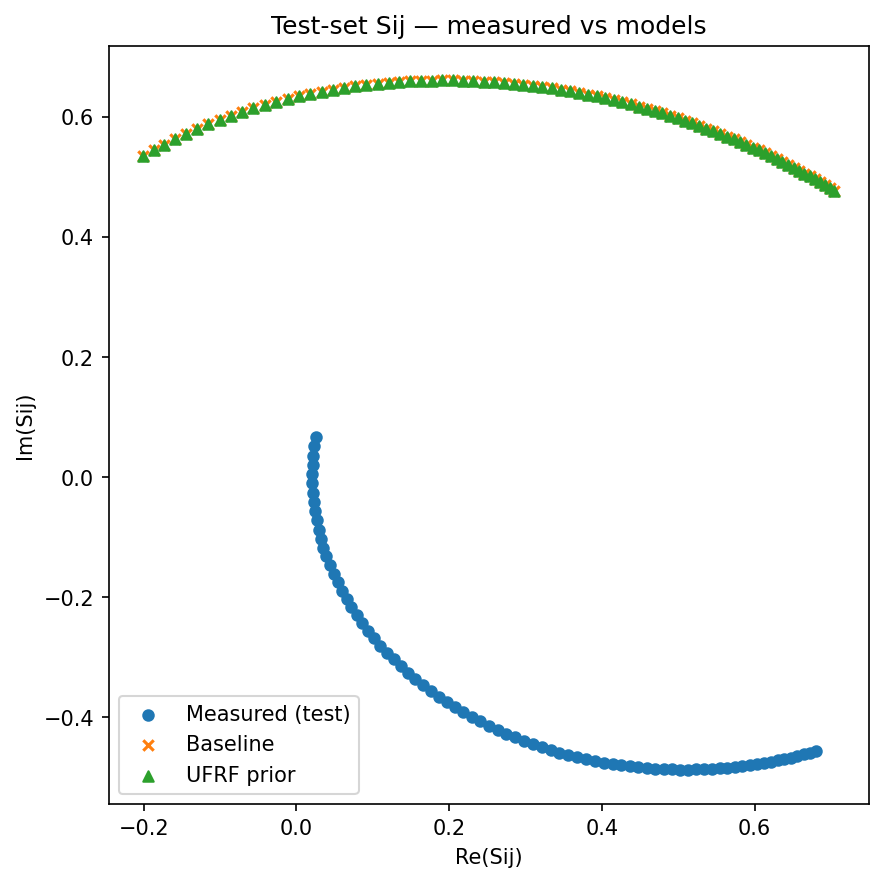 Test-set Sij — measured vs models
0.6
0.4
0.2
0.0
−0.2
−0.4
Im(Sij)
Measured (test)
Baseline
UFRF prior
−0.2
0.0
0.2
0.4
0.6
Re(Sij)